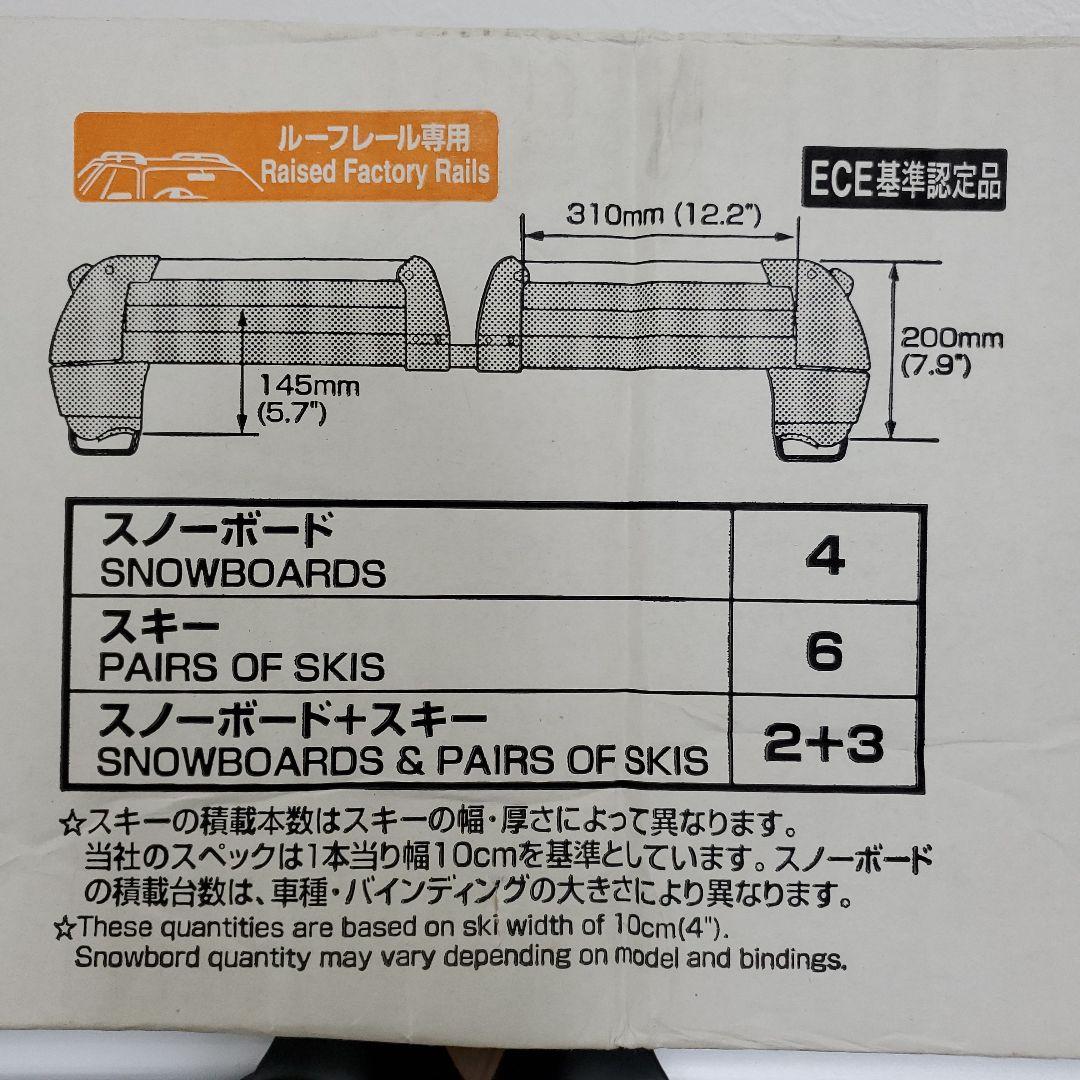 ルーフレール専用
Raised Factory Rails
ECE基準認定品
310mm (12.2")
200mm
(7.9")
145mm
(5.7")
スノーボード
SNOWBOARDS
4
スキー
PAIRS OF SKIS
6
スノーボード+スキー
SNOWBOARDS & PAIRS OF SKIS
2+3
☆スキーの積載本数はスキーの幅・厚さによって異なります。
当社のスペックは1本当り幅10cmを基準としています。スノーボード
の積載台数は、車種・バインディングの大きさにより異なります。
☆These quantities are based on ski width of 10cm(4").
Snowbord quantity may vary depending on model and bindings.